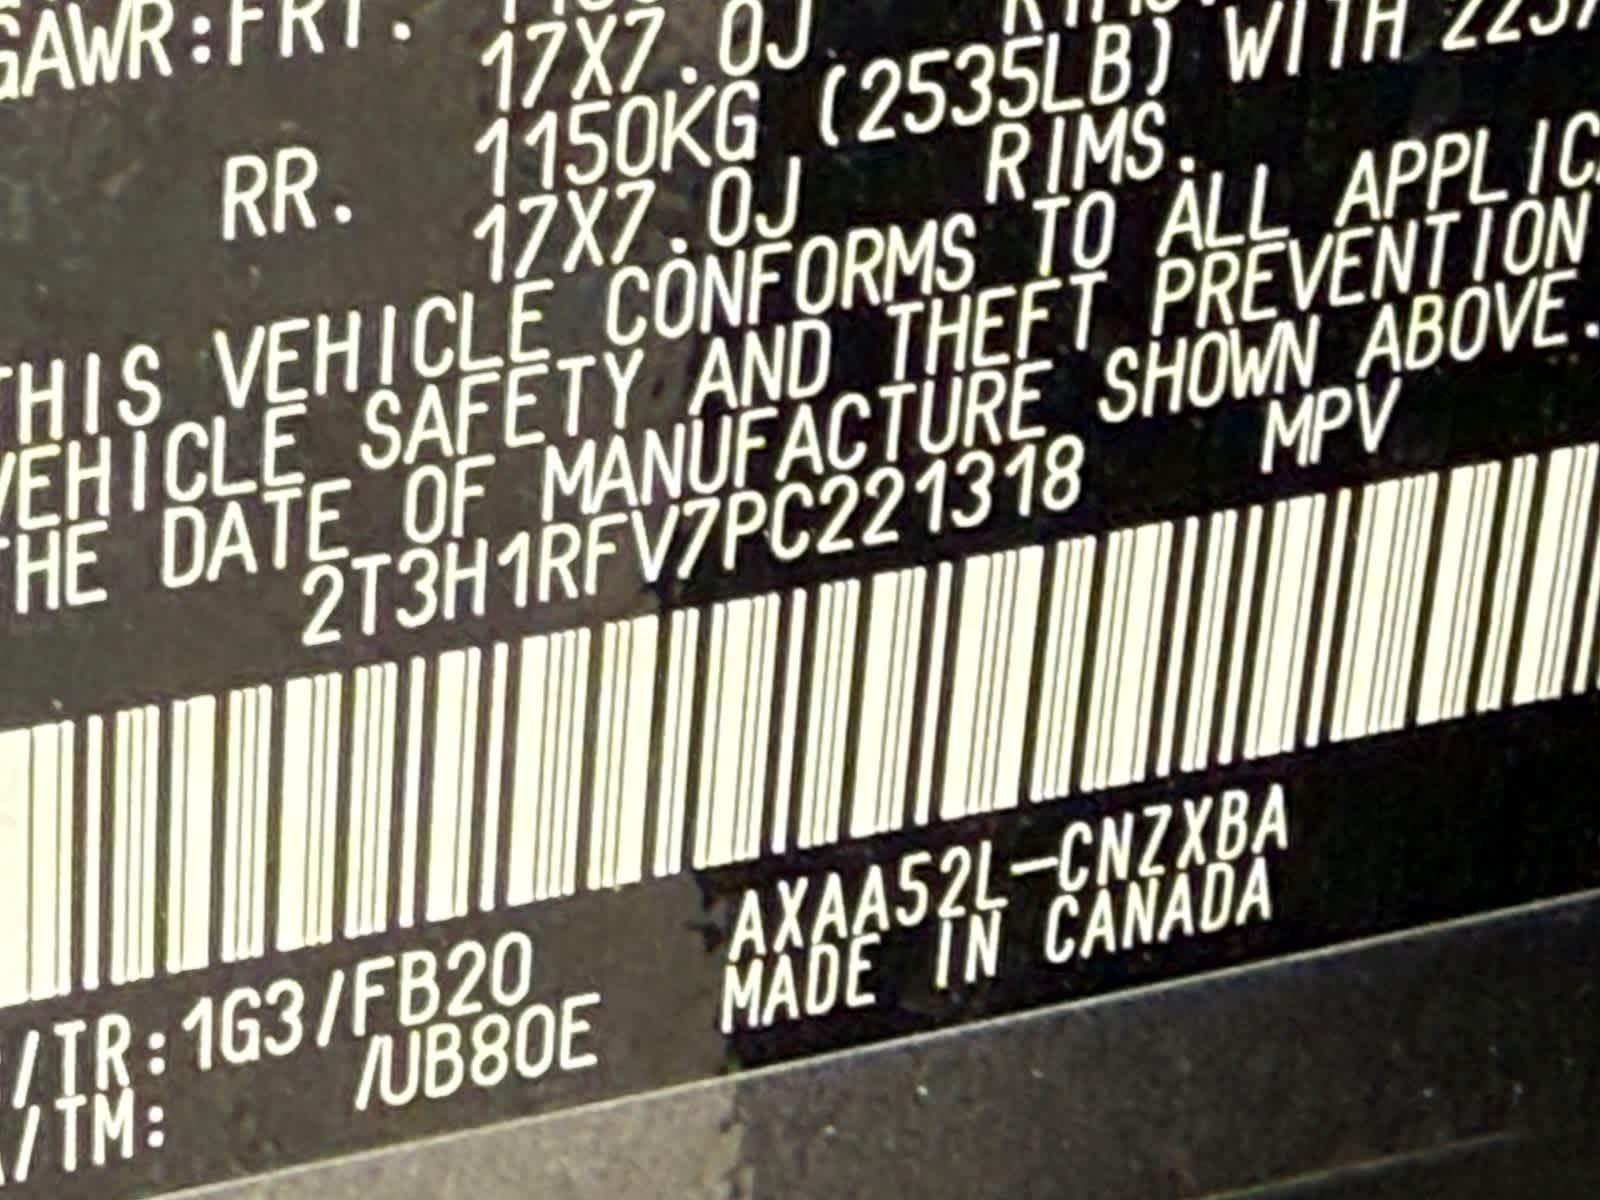 GAWR:FRT.
17X7.0J RIMS.
1150KG (2535LB) WITH
RR. 17X7.0J RIMS.
THIS VEHICLE CONFORMS TO ALL
VEHICLE SAFETY AND THEFT PREVENTION
THE DATE OF MANUFACTURE SHOWN ABOVE.
2T3H1RFV7PC221318 MPV
AXAA52L-CNZXBA
MADE IN CANADA
/TR:1G3/FB20
/TM: /UB80E